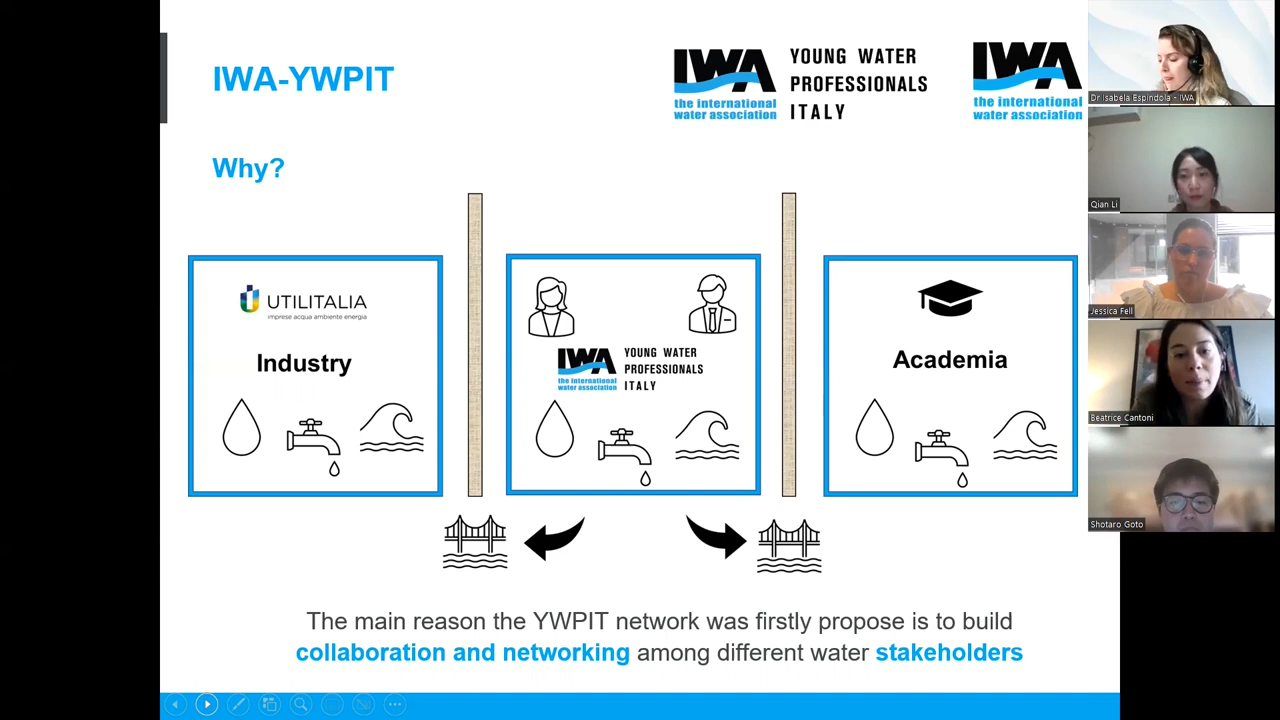 IWA-YWPIT
IWA
the international
water association
YOUNG WATER
PROFESSIONALS
ITALY
IWA
the international
water association
Why?
UTILITALIA
imprese acqua ambiente energia
Industry
IWA
the international
water association
YOUNG WATER
PROFESSIONALS
ITALY
Academia
The main reason the YWPIT network was firstly propose is to build
collaboration and networking among different water stakeholders
Dr Isabela Espindola - IWA
Qian Li
Jessica Fell
Beatrice Cantoni
Shotaro Goto